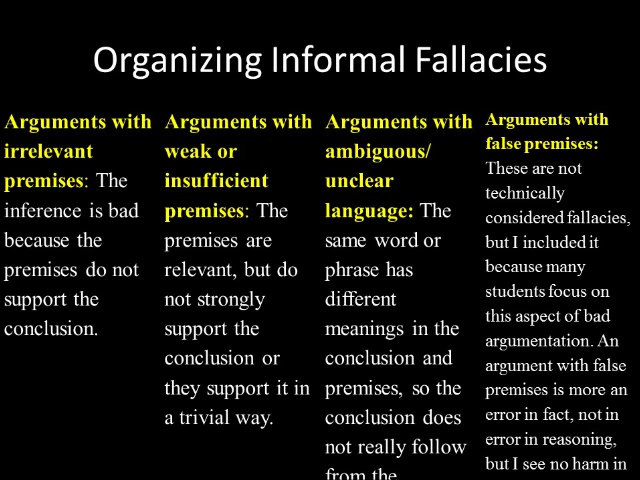 Organizing Informal Fallacies
Arguments with
irrelevant
premises: The
inference is bad
because the
premises do not
support the
conclusion.
Arguments with
weak or
insufficient
premises: The
premises are
relevant, but do
not strongly
support the
conclusion or
they support it in
a trivial way.
Arguments with
ambiguous/
unclear
language: The
same word or
phrase has
different
meanings in the
conclusion and
premises, so the
conclusion does
not really follow
from the
Arguments with
false premises:
These are not
technically
considered fallacies,
but I included it
because many
students focus on
this aspect of bad
argumentation. An
argument with false
premises is more an
error in fact, not in
error in reasoning,
but I see no harm in